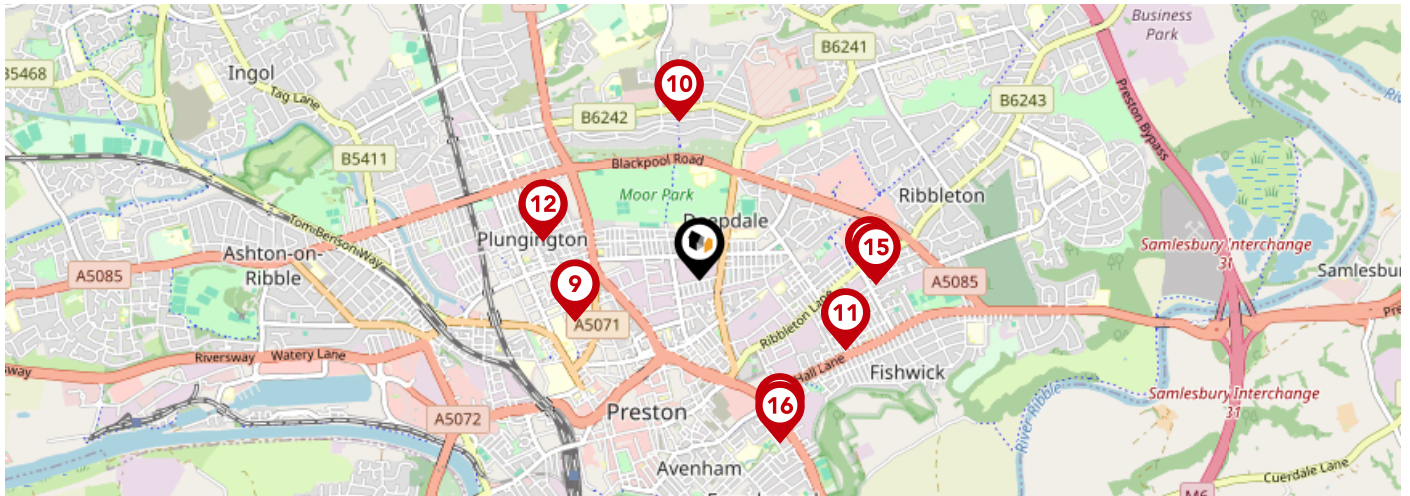 Business
Park
B6241
B5468
Ingol
10
Tag Lane
B6243
B6242
Preston Bypass
B5411
Blackpool Road
Moor Park
Ribbleton
12
Deepdale
Plungington
Tom Benson Way
15
Samlesbury Interchange
31
Ashton-on-
Ribble
A5085
9
A5085
Samlesbu
11
A5071
Ribbleton Lane
Pre
Riversway
Watery Lane
sway
Hall Lane
Fishwick
16
Samlesbury Interchange
31
Preston
A5072
River Ribble
Avenham
Cuerdale Lane
M6